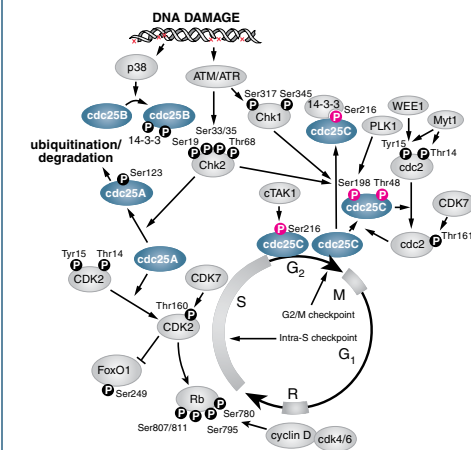 DNA DAMAGE
p38
ATM/ATR
cdc25B
cdc25B
P
P
14-3-3
Ser317
Ser345
P
P
Chk1
14-3-3
Ser216
P
cdc25C
WEE1
Myt1
PLK1
Tyr15
Thr14
P
P
cdc2
ubiquitination/
degradation
Ser33/35
Ser19
Thr68
P
P
P
P
Chk2
Ser123
P
cdc25A
cTAK1
Ser198
Thr48
P
P
cdc25C
CDK7
P
Ser216
cdc25C
cdc25C
cdc2
P
Thr161
Tyr15
Thr14
P
P
CDK2
cdc25A
CDK7
Thr160
P
CDK2
G2
S
M
G2/M checkpoint
Intra-S checkpoint
G1
R
FoxO1
P
Ser249
Rb
P
P
P
P
Ser780
Ser807/811
Ser795
cyclin D
cdk4/6